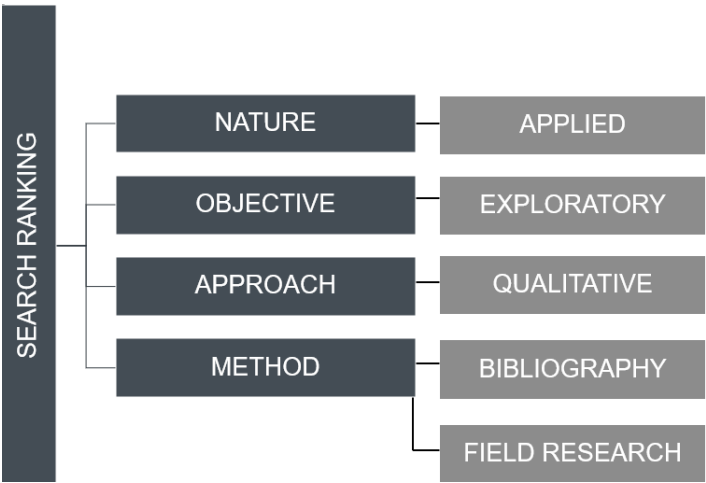 SEARCH RANKING
NATURE
APPLIED
OBJECTIVE
EXPLORATORY
APPROACH
QUALITATIVE
METHOD
BIBLIOGRAPHY
FIELD RESEARCH